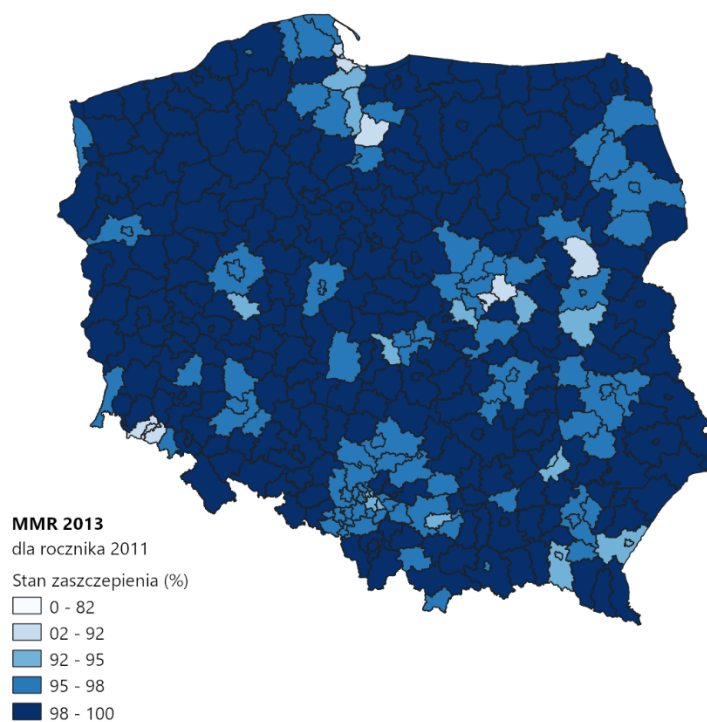 MMR 2013
dla rocznika 2011
Stan zaszczepienia (%)
0 - 82
02 - 92
92 - 95
95 - 98
98 - 100